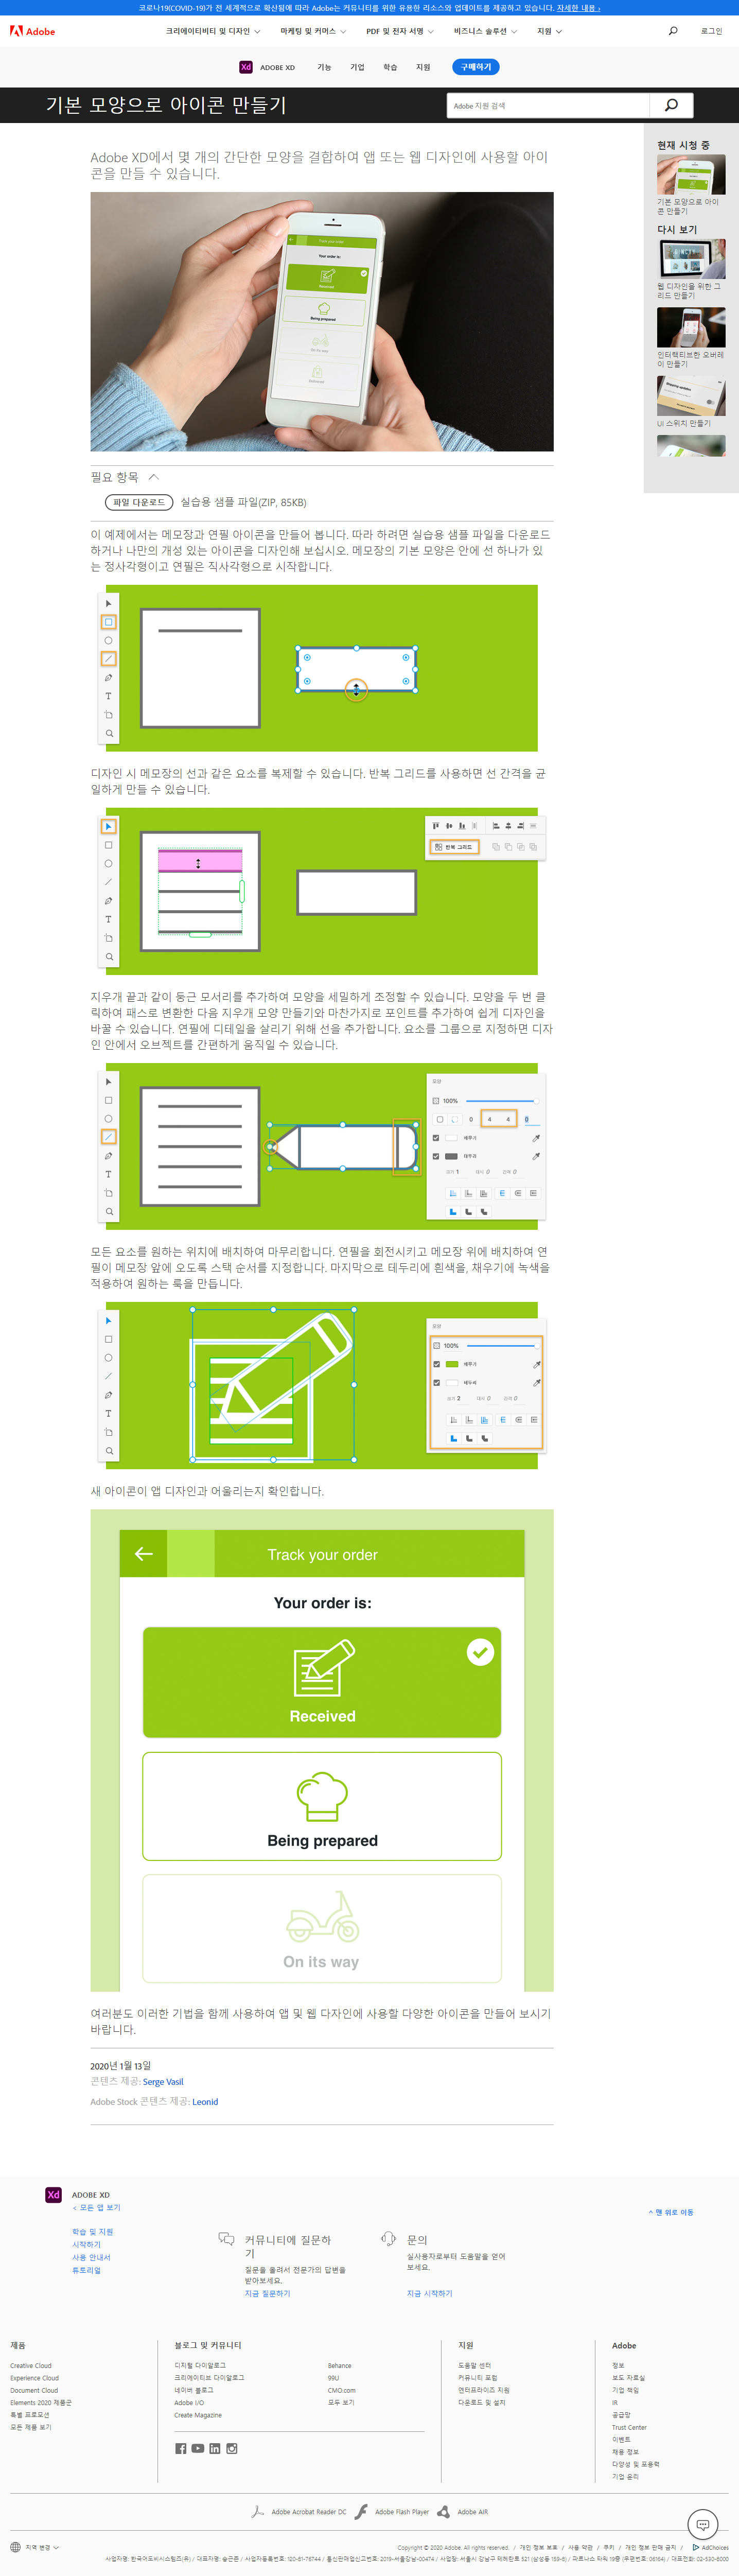 코로나19(COVID-19)가 전 세계적으로 확산됨에 따라 Adobe는 커뮤니티를 위한 유용한 리소스와 업데이트를 제공하고 있습니다. 자세한 내용 ›
Adobe
크리에이티비티 및 디자인
마케팅 및 커머스
PDF 및 전자 서명
비즈니스 솔루션
지원
로그인
Xd ADOBE XD 기능 기업 학습 지원 구매하기
기본 모양으로 아이콘 만들기
Adobe 지원 검색
Adobe XD에서 몇 개의 간단한 모양을 결합하여 앱 또는 웹 디자인에 사용할 아이
콘을 만들 수 있습니다.
현재 시청 중
기본 모양으로 아이
콘 만들기
다시 보기
웹 디자인을 위한 그
리드 만들기
인터랙티브한 오버레
이 만들기
UI 스위치 만들기
Track your order
Your order is:
Received
Being prepared
On its way
필요 항목
파일 다운로드 실습용 샘플 파일(ZIP, 85KB)
이 예제에서는 메모장과 연필 아이콘을 만들어 봅니다. 따라 하려면 실습용 샘플 파일을 다운로드
하거나 나만의 개성 있는 아이콘을 디자인해 보십시오. 메모장의 기본 모양은 안에 선 하나가 있
는 정사각형이고 연필은 직사각형으로 시작합니다.
T
디자인 시 메모장의 선과 같은 요소를 복제할 수 있습니다. 반복 그리드를 사용하면 선 간격을 균
일하게 만들 수 있습니다.
반복 그리드
T
지우개 끝과 같이 둥근 모서리를 추가하여 모양을 세밀하게 조정할 수 있습니다. 모양을 두 번 클
릭하여 패스로 변환한 다음 지우개 모양 만들기와 마찬가지로 포인트를 추가하여 쉽게 디자인을
바꿀 수 있습니다. 연필에 디테일을 살리기 위해 선을 추가합니다. 요소를 그룹으로 지정하면 디자
인 안에서 오브젝트를 간편하게 움직일 수 있습니다.
모양
100%
0 4 4
채우기
테두리
크기 1 대시 0 간격 0
T
모든 요소를 원하는 위치에 배치하여 마무리합니다. 연필을 회전시키고 메모장 위에 배치하여 연
필이 메모장 앞에 오도록 스택 순서를 지정합니다. 마지막으로 테두리에 흰색을, 채우기에 녹색을
적용하여 원하는 룩을 만듭니다.
모양
100%
채우기
테두리
크기 2 대시 0 간격 0
T
새 아이콘이 앱 디자인과 어울리는지 확인합니다.
Track your order
Your order is:
Received
Being prepared
On its way
여러분도 이러한 기법을 함께 사용하여 앱 및 웹 디자인에 사용할 다양한 아이콘을 만들어 보시기
바랍니다.
2020년 1월 13일
콘텐츠 제공: Serge Vasil
Adobe Stock 콘텐츠 제공: Leonid
Xd ADOBE XD
< 모든 앱 보기
^ 맨 위로 이동
학습 및 지원
시작하기
사용 안내서
튜토리얼
커뮤니티에 질문하
기
질문을 올려서 전문가의 답변을
받아보세요.
지금 질문하기
문의
실사용자로부터 도움말을 얻어
보세요.
지금 시작하기
제품
Creative Cloud
Experience Cloud
Document Cloud
Elements 2020 제품군
특별 프로모션
모든 제품 보기
블로그 및 커뮤니티
디지털 다이알로그
크리에이티브 다이알로그
네이버 블로그
Adobe I/O
Create Magazine
Behance
99U
CMO.com
모두 보기
지원
도움말 센터
커뮤니티 포럼
엔터프라이즈 지원
다운로드 및 설치
Adobe
정보
보도 자료실
기업 책임
IR
공급망
Trust Center
이벤트
채용 정보
다양성 및 포용력
기업 윤리
Adobe Acrobat Reader DC
Adobe Flash Player
Adobe AIR
지역 변경
Copyright © 2020 Adobe. All rights reserved. / 개인 정보 보호 / 사용 약관 / 쿠키 / 개인 정보 판매 금지 / AdChoices
사업자명: 한국어도비시스템즈(유) / 대표자명: 송근준 / 사업자등록번호: 120-81-76744 / 통신판매업신고번호: 2019-서울강남-00474 / 사업장: 서울시 강남구 테헤란로 521 (삼성동 159-8) / 파르나스 타워 19층 (우편번호: 06164) / 대표전화: 02-530-8000